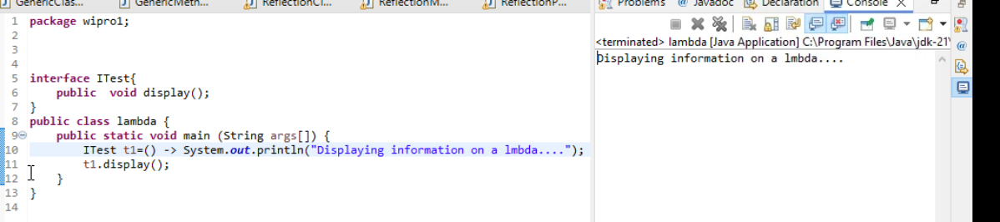 GenericClas...
GenericMeth...
ReflectionCl...
ReflectionM...
ReflectionP...
1 package wipro1;
2
3
4
5 interface ITest{
6 public  void display();
7 }
8 public class lambda {
9 public static void main (String args[]) {
10 ITest t1=() -> System.out.println("Displaying information on a lmbda....");
11 t1.display();
12 }
13 }
14
Problems @ Javadoc Declaration Console
<terminated> lambda [Java Application] C:\Program Files\Java\jdk-21\
Displaying information on a lmbda....